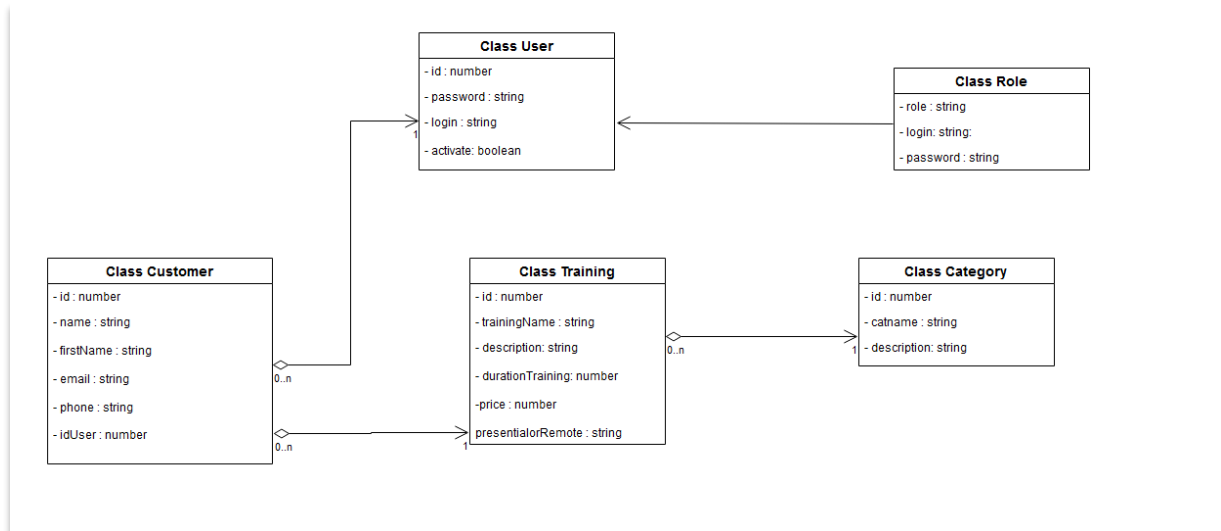 Class User
- id : number
- password : string
- login : string
- activate: boolean
1
Class Role
- role : string
- login: string:
- password : string
Class Customer
- id : number
- name : string
- firstName : string
- email : string
- phone : string
- idUser : number
0..n
0..n
Class Training
- id : number
- trainingName : string
- description: string
- durationTraining: number
-price : number
presentialorRemote : string
1
0..n
Class Category
- id : number
- catname : string
- description: string
1